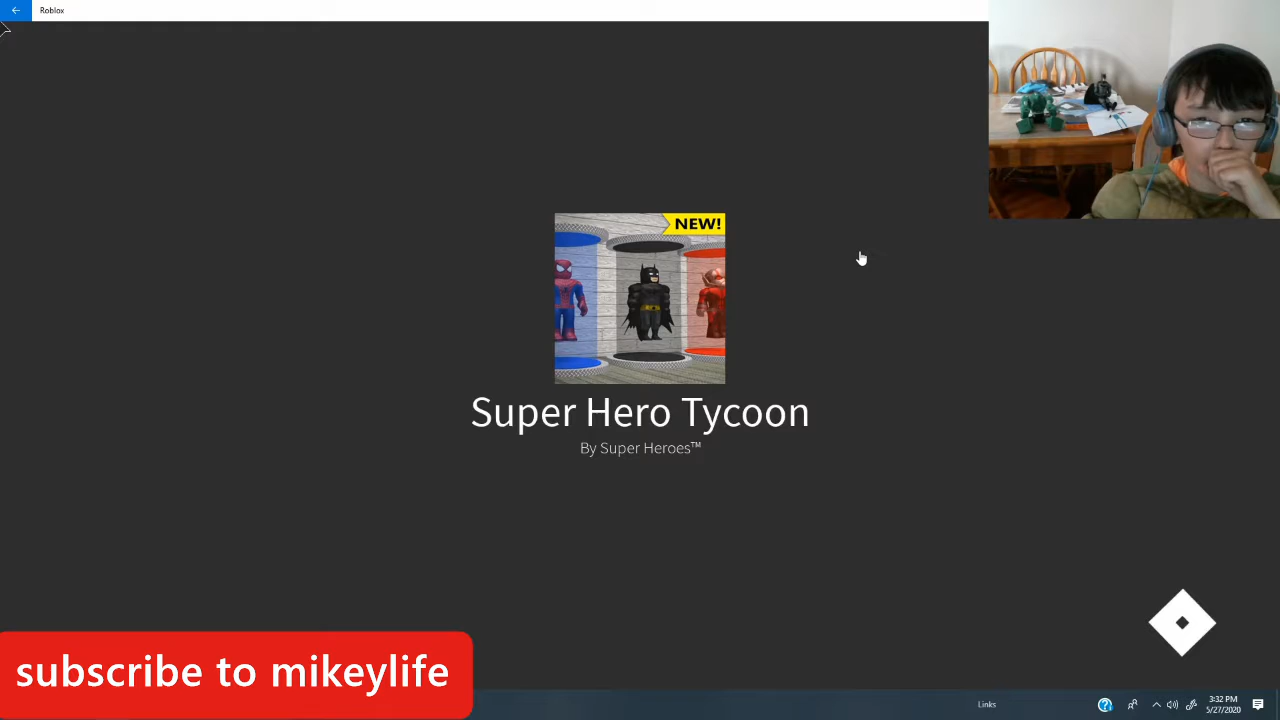 Roblox
NEW!
Super Hero Tycoon
By Super Heroes™
subscribe to mikeylife
Links
3:32 PM
5/27/2020